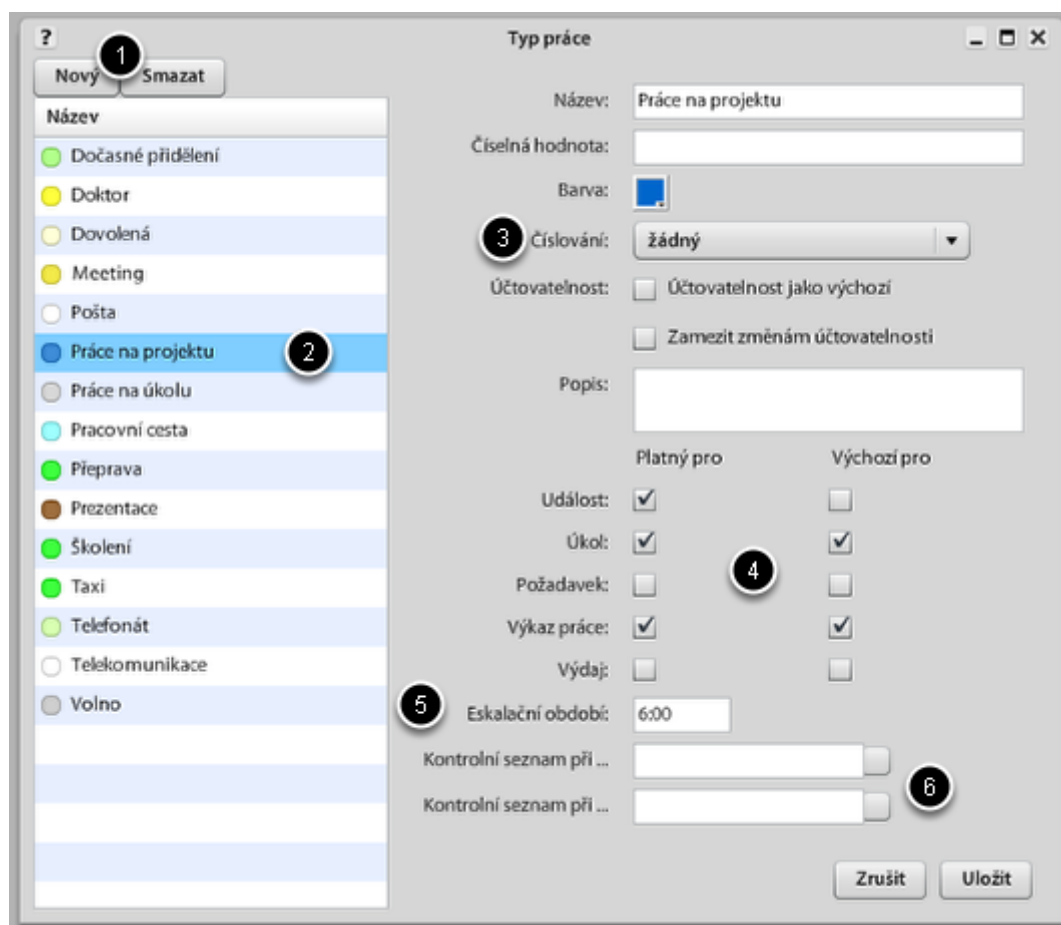 ?
Typ práce
1
Nový Smazat
Název
Dočasné přidělení
Doktor
Dovolená
Meeting
Pošta
Práce na projektu 2
Práce na úkolu
Pracovní cesta
Přeprava
Prezentace
Školení
Taxi
Telefonát
Telekomunikace
Volno
Název: Práce na projektu
Číselná hodnota:
Barva:
3 Číslování: žádný
Účtovatelnost: Účtovatelnost jako výchozí
Zamezit změnám účtovatelnosti
Popis:
Platný pro Výchozí pro
Událost:
Úkol:
4
Požadavek:
Výkaz práce:
Výdaj:
5 Eskalační období: 6:00
Kontrolní seznam při ...
6
Kontrolní seznam při ...
Zrušit Uložit